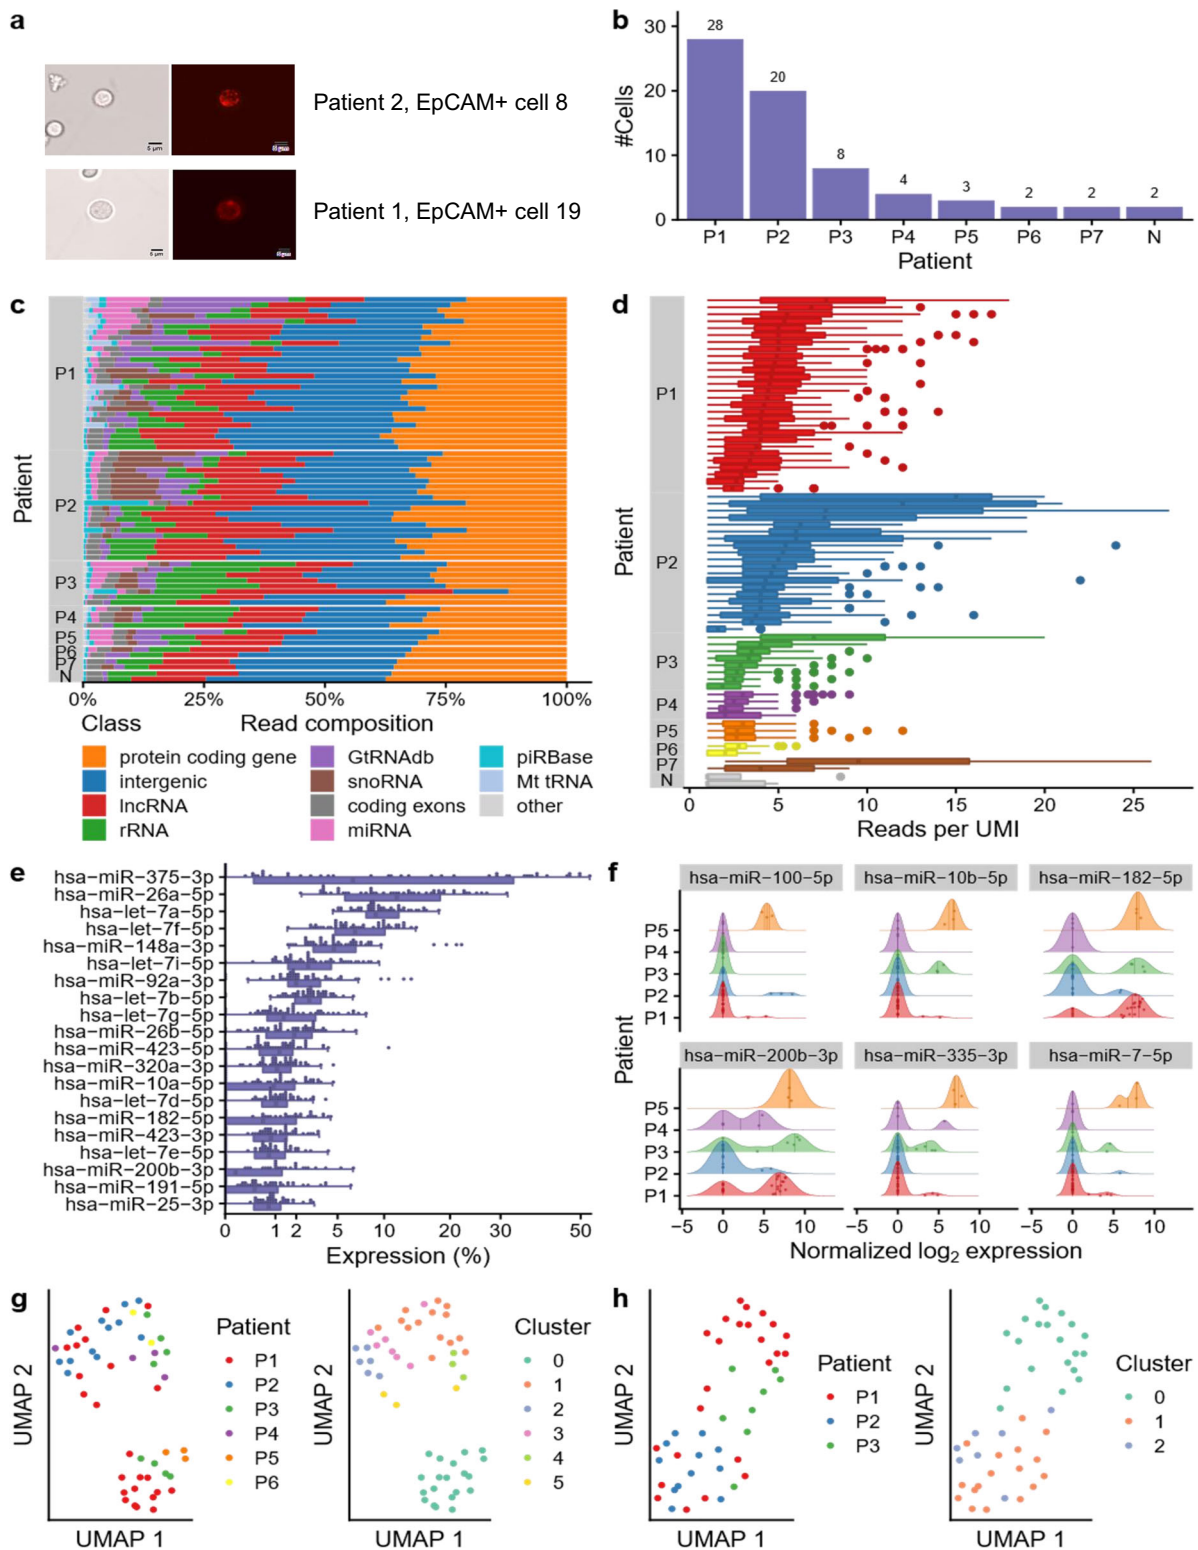 a
Patient 2, EpCAM+ cell 8
5 µm
Patient 1, EpCAM+ cell 19
5 µm
b
#Cells
30
20
10
0
28
20
8
4
3
2
2
2
P1 P2 P3 P4 P5 P6 P7 N
Patient
c
Patient
P1
P2
P3
P4
P5
P6
P7
N
0% 25% 50% 75% 100%
Class Read composition
protein coding gene
intergenic
lncRNA
rRNA
GtRNAdb
snoRNA
coding exons
miRNA
piRBase
Mt tRNA
other
d
Patient
P1
P2
P3
P4
P5
P6
P7
N
0 5 10 15 20 25
Reads per UMI
e
hsa-miR-375-3p
hsa-miR-26a-5p
hsa-let-7a-5p
hsa-let-7f-5p
hsa-miR-148a-3p
hsa-let-7i-5p
hsa-miR-92a-3p
hsa-let-7b-5p
hsa-let-7g-5p
hsa-miR-26b-5p
hsa-miR-423-5p
hsa-miR-320a-3p
hsa-miR-10a-5p
hsa-let-7d-5p
hsa-miR-182-5p
hsa-miR-423-3p
hsa-let-7e-5p
hsa-miR-200b-3p
hsa-miR-191-5p
hsa-miR-25-3p
0 1 2 5 10 20 30 50
Expression (%)
f
hsa-miR-100-5p hsa-miR-10b-5p hsa-miR-182-5p
P5
P4
P3
P2
P1
Patient
hsa-miR-200b-3p hsa-miR-335-3p hsa-miR-7-5p
P5
P4
P3
P2
P1
−5 0 5 10 −5 0 5 10 −5 0 5 10
Normalized log₂ expression
g
UMAP 2
UMAP 1
Patient
P1
P2
P3
P4
P5
P6
UMAP 2
UMAP 1
Cluster
0
1
2
3
4
5
h
UMAP 2
UMAP 1
Patient
P1
P2
P3
UMAP 2
UMAP 1
Cluster
0
1
2